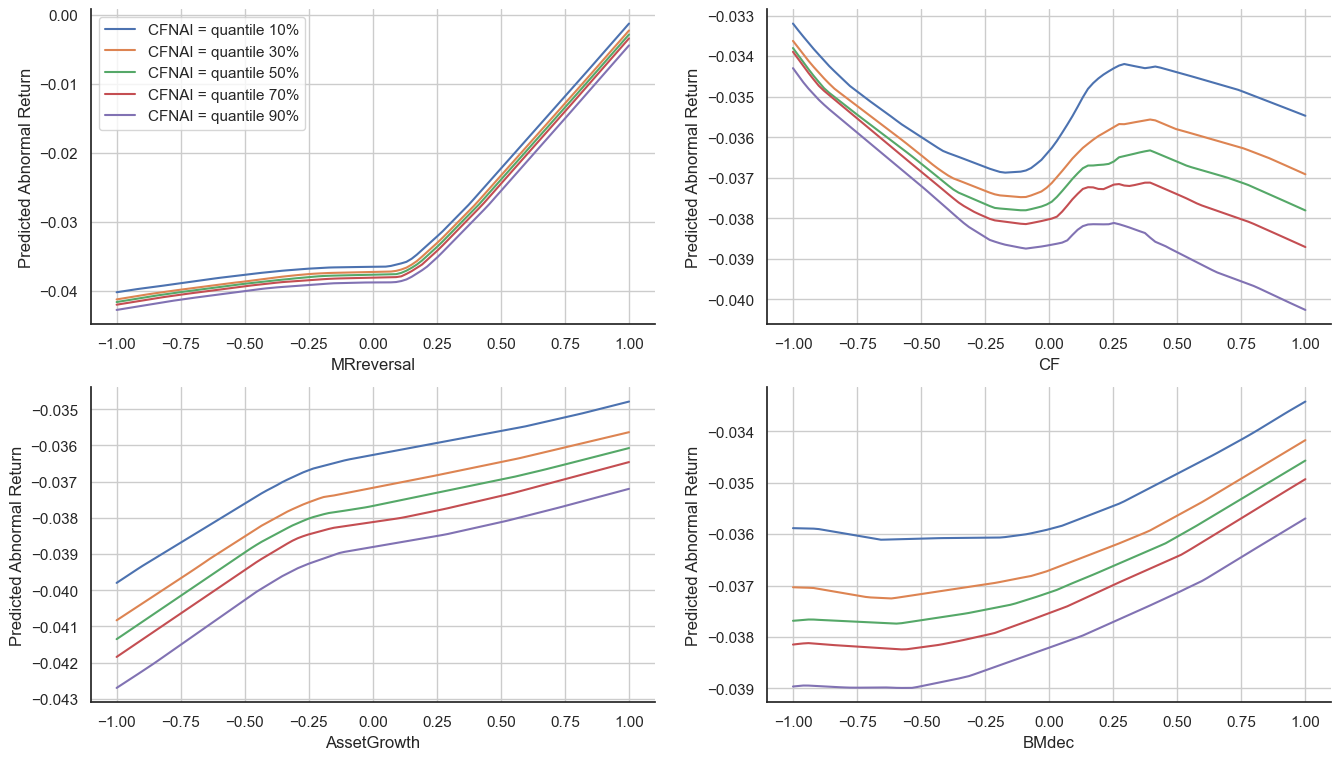 0.00
−0.01
−0.02
−0.03
−0.04
Predicted Abnormal Return
CFNAI = quantile 10%
CFNAI = quantile 30%
CFNAI = quantile 50%
CFNAI = quantile 70%
CFNAI = quantile 90%
−1.00 −0.75 −0.50 −0.25 0.00 0.25 0.50 0.75 1.00
MRreversal
−0.033
−0.034
−0.035
−0.036
−0.037
−0.038
−0.039
−0.040
Predicted Abnormal Return
−1.00 −0.75 −0.50 −0.25 0.00 0.25 0.50 0.75 1.00
CF
−0.035
−0.036
−0.037
−0.038
−0.039
−0.040
−0.041
−0.042
−0.043
Predicted Abnormal Return
−1.00 −0.75 −0.50 −0.25 0.00 0.25 0.50 0.75 1.00
AssetGrowth
−0.034
−0.035
−0.036
−0.037
−0.038
−0.039
Predicted Abnormal Return
−1.00 −0.75 −0.50 −0.25 0.00 0.25 0.50 0.75 1.00
BMdec